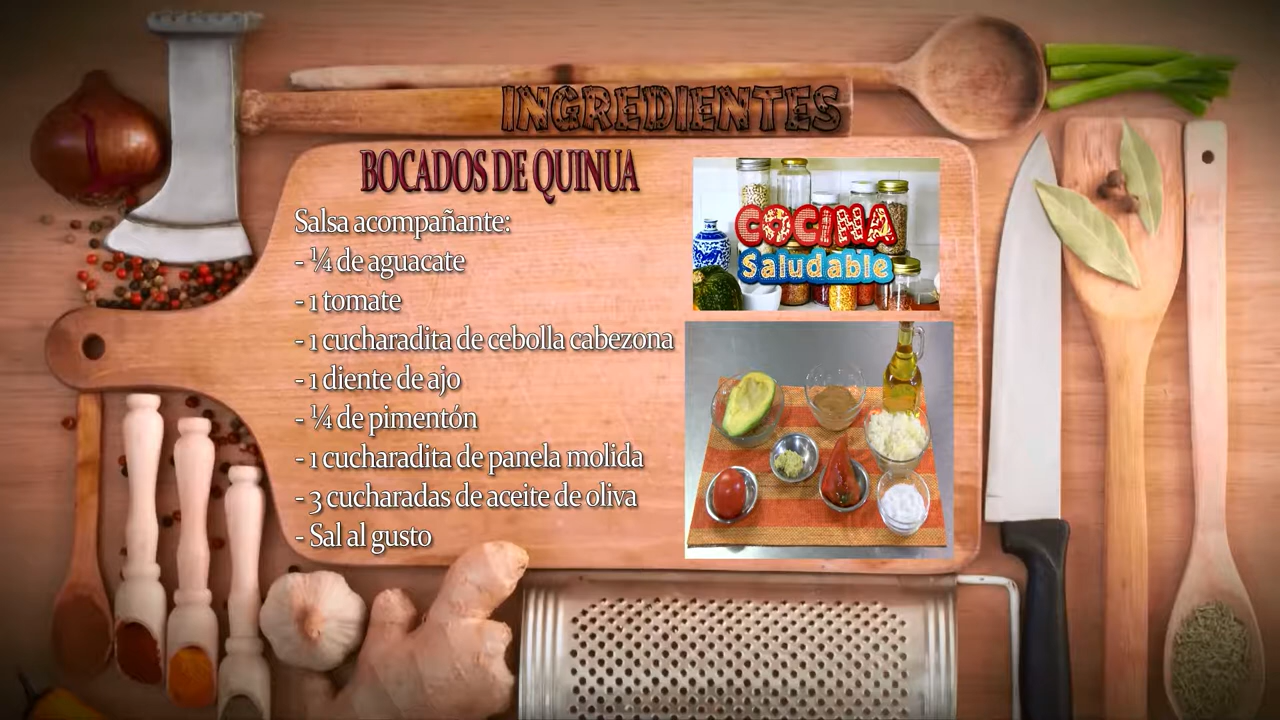 INGREDIENTES
BOCADOS DE QUINUA
Salsa acompañante:
- ¼ de aguacate
- 1 tomate
- 1 cucharadita de cebolla cabezona
- 1 diente de ajo
- ¼ de pimentón
- 1 cucharadita de panela molida
- 3 cucharadas de aceite de oliva
- Sal al gusto
COCINA
Saludable